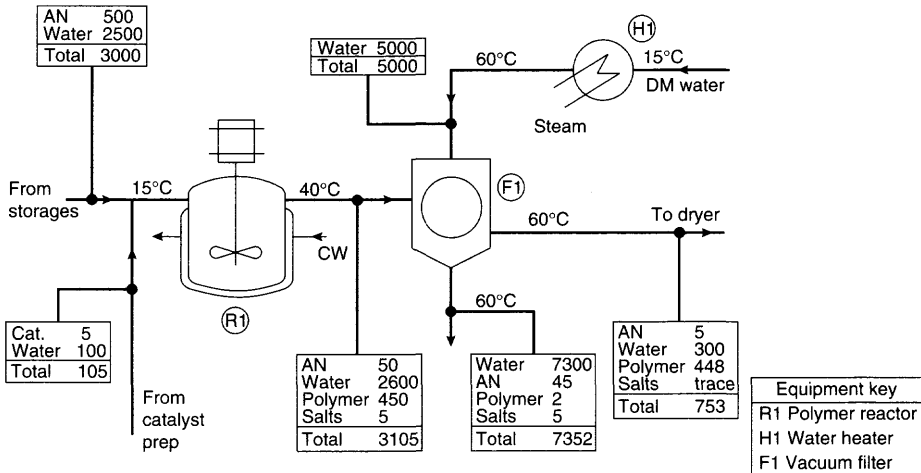 AN 500
Water 2500
Total 3000
Water 5000
Total 5000
H1
60°C
15°C
DM water
Steam
From
storages
15°C
40°C
F1
60°C
To dryer
CW
R1
Cat. 5
Water 100
Total 105
From
catalyst
prep
AN 50
Water 2600
Polymer 450
Salts 5
Total 3105
60°C
Water 7300
AN 45
Polymer 2
Salts 5
Total 7352
AN 5
Water 300
Polymer 448
Salts trace
Total 753
Equipment key
R1 Polymer reactor
H1 Water heater
F1 Vacuum filter